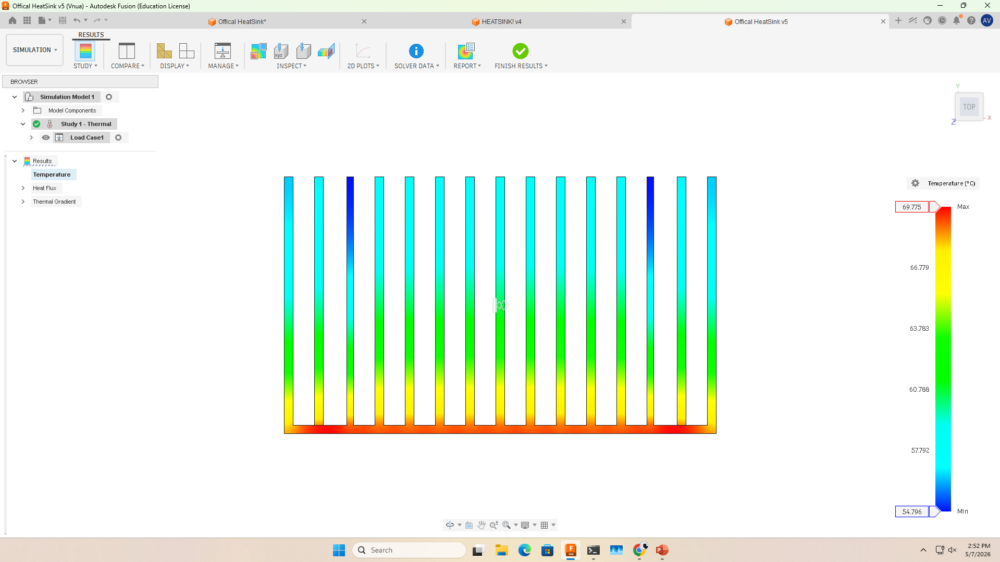 Offical HeatSink v5 (Vnua) - Autodesk Fusion (Education License)
Offical HeatSink*
HEATSINK! v4
Offical HeatSink v5
AV
RESULTS
SIMULATION
STUDY
COMPARE
DISPLAY
MANAGE
INSPECT
2D PLOTS
SOLVER DATA
REPORT
FINISH RESULTS
xyz
BROWSER
Simulation Model 1
Model Components
Study 1 - Thermal
Load Case1
Results
Temperature
Heat Flux
Thermal Gradient
Y
TOP
X
Z
Temperature (°C)
69.775
Max
66.779
63.783
60.788
57.792
54.796
Min
Search
2:52 PM
5/7/2026